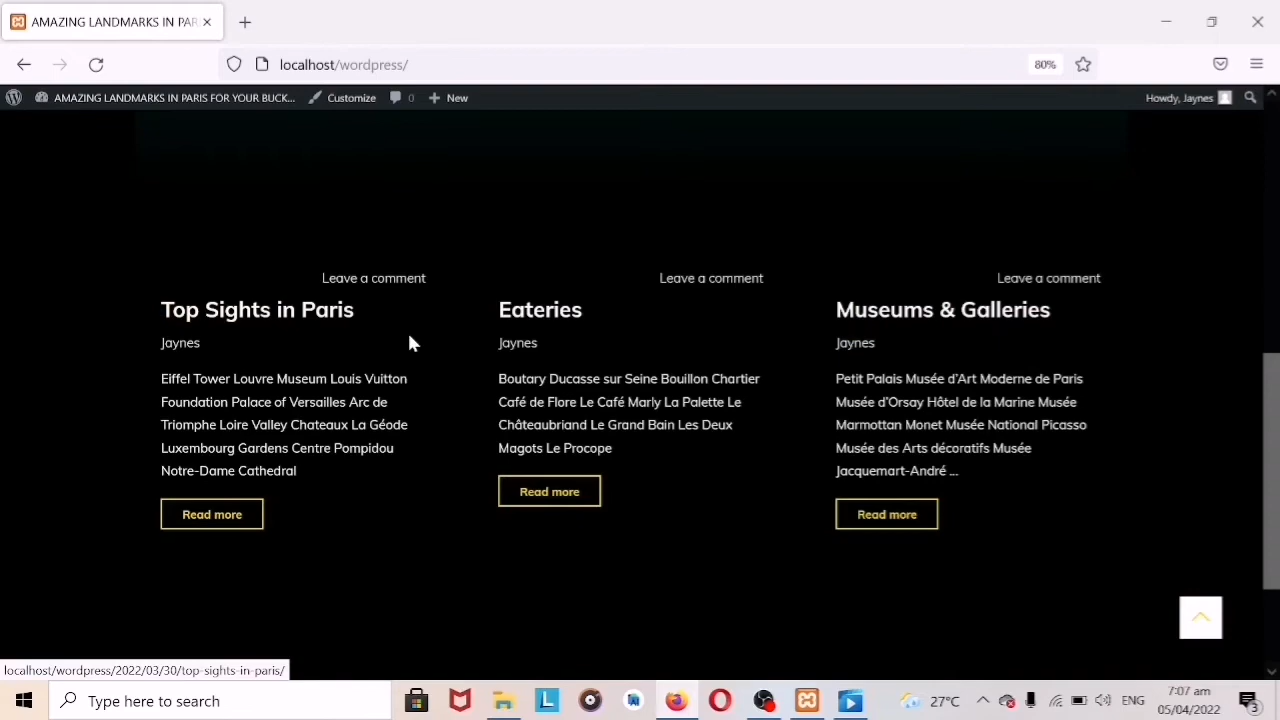 AMAZING LANDMARKS IN PAR
localhost/wordpress/
80%
AMAZING LANDMARKS IN PARIS FOR YOUR BUCK...
Customize
0
New
Howdy, Jaynes
Leave a comment
Top Sights in Paris
Jaynes
Eiffel Tower Louvre Museum Louis Vuitton
Foundation Palace of Versailles Arc de
Triomphe Loire Valley Chateaux La Géode
Luxembourg Gardens Centre Pompidou
Notre-Dame Cathedral
Read more
Leave a comment
Eateries
Jaynes
Boutary Ducasse sur Seine Bouillon Chartier
Café de Flore Le Café Marly La Palette Le
Châteaubriand Le Grand Bain Les Deux
Magots Le Procope
Read more
Leave a comment
Museums & Galleries
Jaynes
Petit Palais Musée d'Art Moderne de Paris
Musée d'Orsay Hôtel de la Marine Musée
Marmottan Monet Musée National Picasso
Musée des Arts décoratifs Musée
Jacquemart-André ...
Read more
localhost/wordpress/2022/03/30/top-sights-in-paris/
Type here to search
L
27°C
ENG
7:07 am
05/04/2022
3